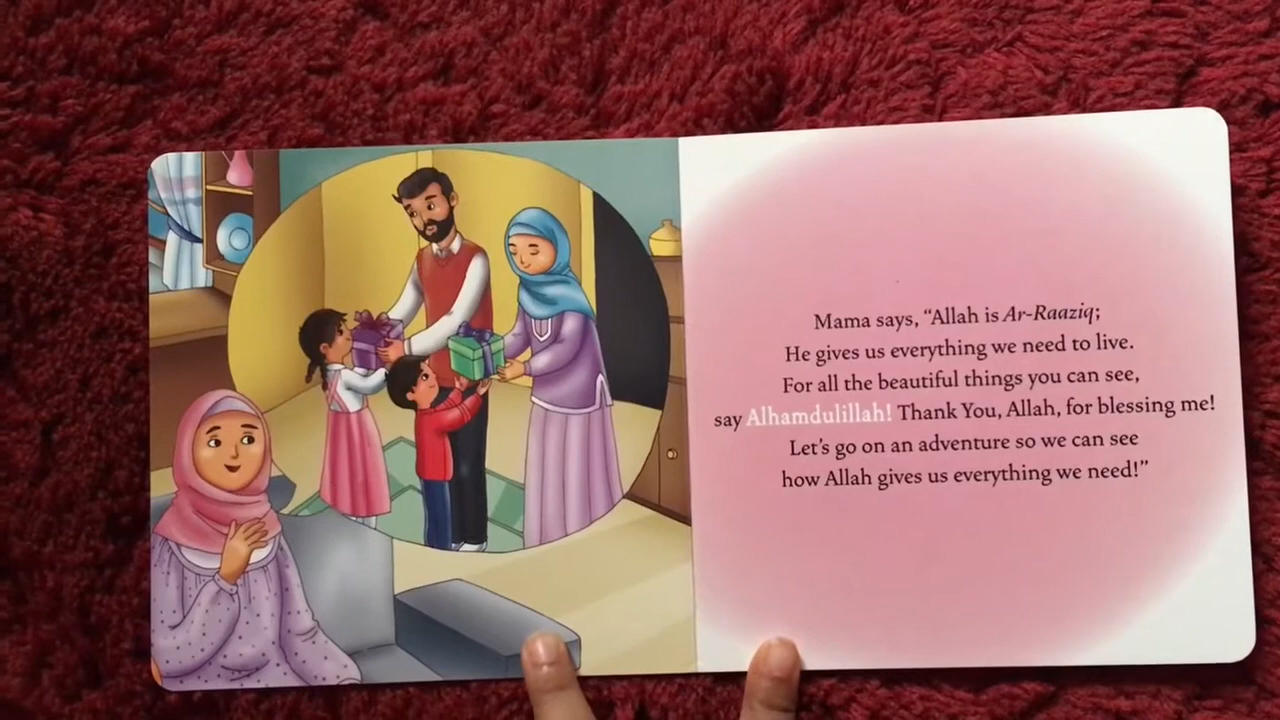 Mama says, “Allah is Ar-Raaziq;
He gives us everything we need to live.
For all the beautiful things you can see,
say Alhamdulillah! Thank You, Allah, for blessing me!
Let’s go on an adventure so we can see
how Allah gives us everything we need!”